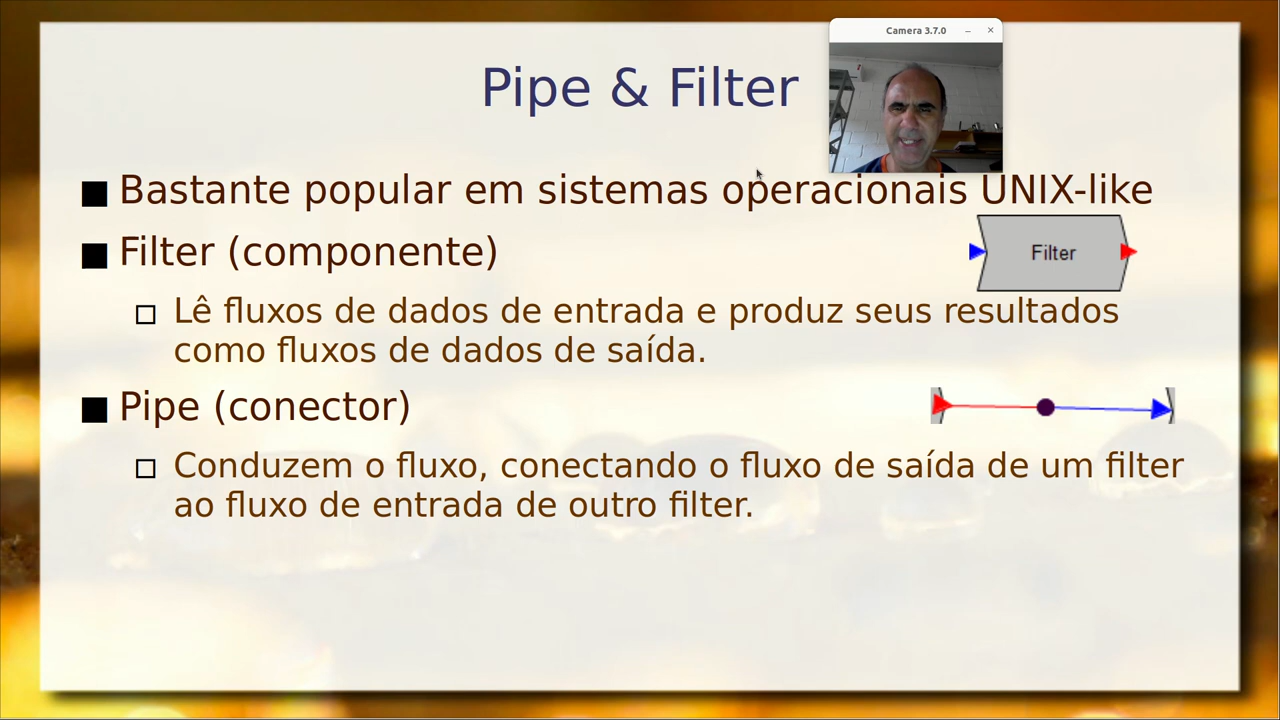 Camera 3.7.0
Pipe & Filter
Bastante popular em sistemas operacionais UNIX-like
Filter (componente)
Filter
Lê fluxos de dados de entrada e produz seus resultados
como fluxos de dados de saída.
Pipe (conector)
Conduzem o fluxo, conectando o fluxo de saída de um filter
ao fluxo de entrada de outro filter.